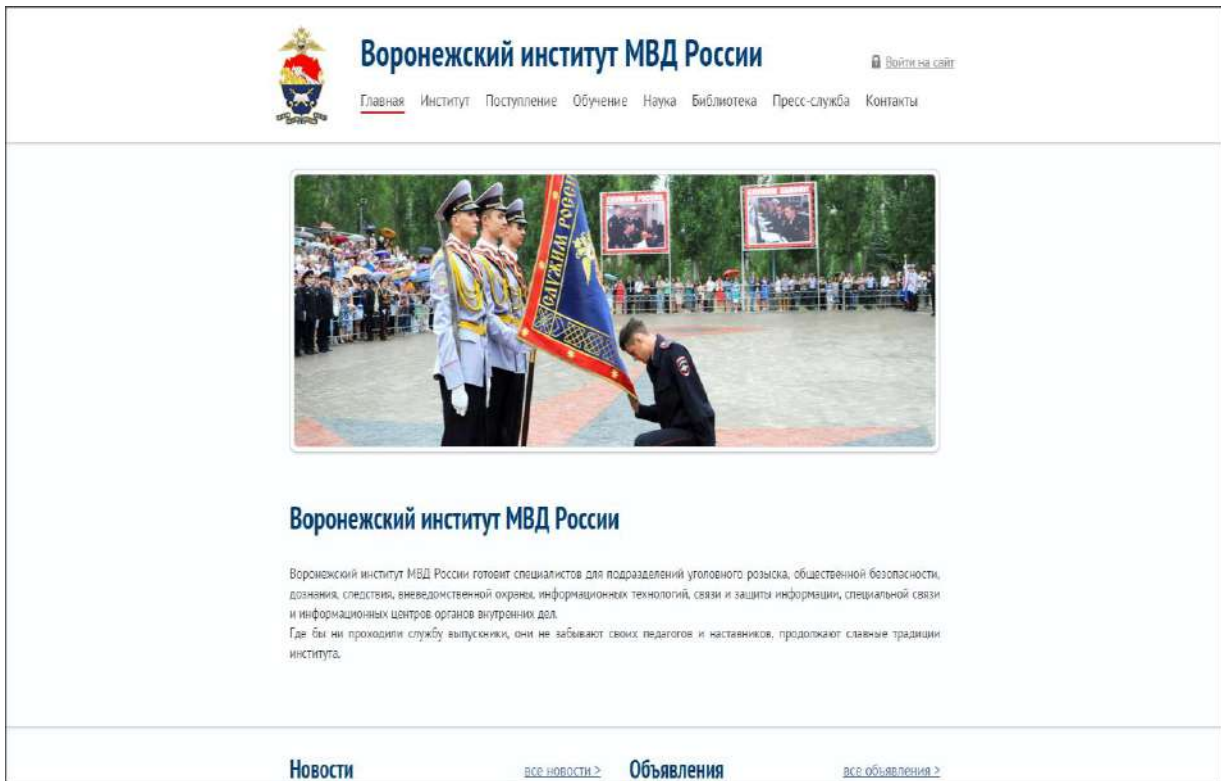 Воронежский институт МВД России
Войти на сайт
Главная Институт Поступление Обучение Наука Библиотека Пресс-служба Контакты
СЛУЖИМ РОССИИ
Воронежский институт МВД России
Воронежский институт МВД России готовит специалистов для подразделений уголовного розыска, общественной безопасности,
дознания, следствия, вневедомственной охраны, информационных технологий, связи и защиты информации, специальной связи
и информационных центров органов внутренних дел.
Где бы ни проходили службу выпускники, они не забывают своих педагогов и наставников, продолжают славные традиции
института.
Новости
все новости >
Объявления
все объявления >